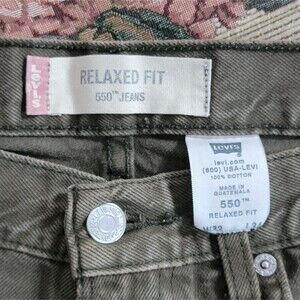 LEVI'S
RELAXED FIT
550™ JEANS
Levi's
levi.com
(800) USA-LEVI
100% COTTON
MADE IN
GUATEMALA
550™
RELAXED FIT